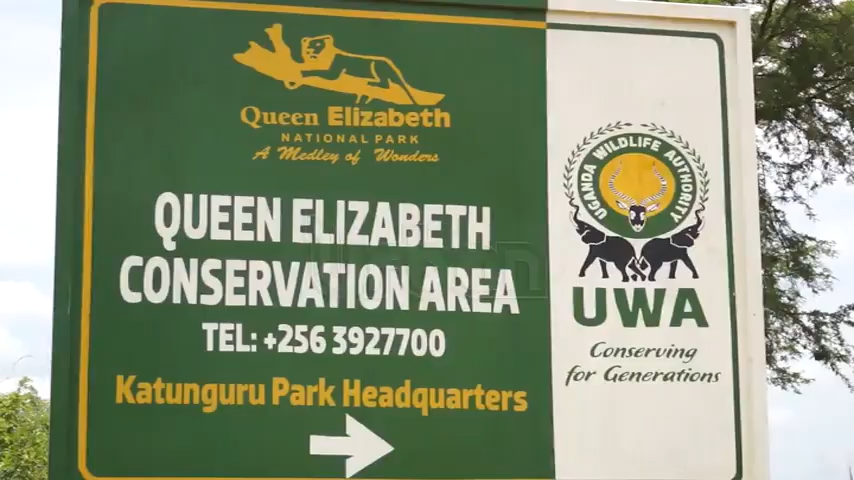 Queen Elizabeth
NATIONAL PARK
A Medley of Wonders
QUEEN ELIZABETH
CONSERVATION AREA
TEL: +256 3927700
Katunguru Park Headquarters
UGANDA WILDLIFE AUTHORITY
UWA
Conserving
for Generations